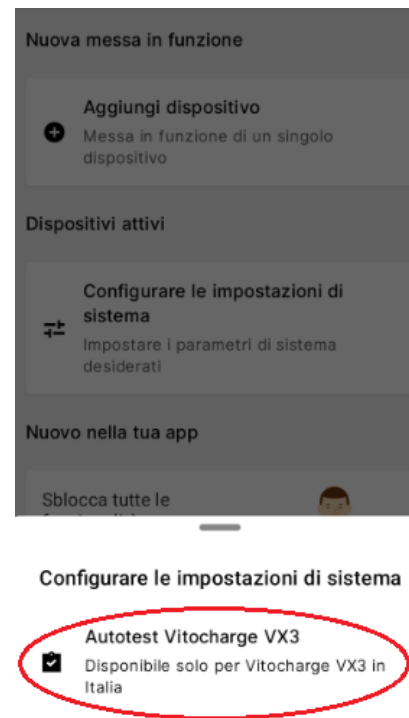 Nuova messa in funzione
Aggiungi dispositivo
Messa in funzione di un singolo
dispositivo
Dispositivi attivi
Configurare le impostazioni di
sistema
Impostare i parametri di sistema
desiderati
Nuovo nella tua app
Sblocca tutte le
Configurare le impostazioni di sistema
Autotest Vitocharge VX3
Disponibile solo per Vitocharge VX3 in
Italia